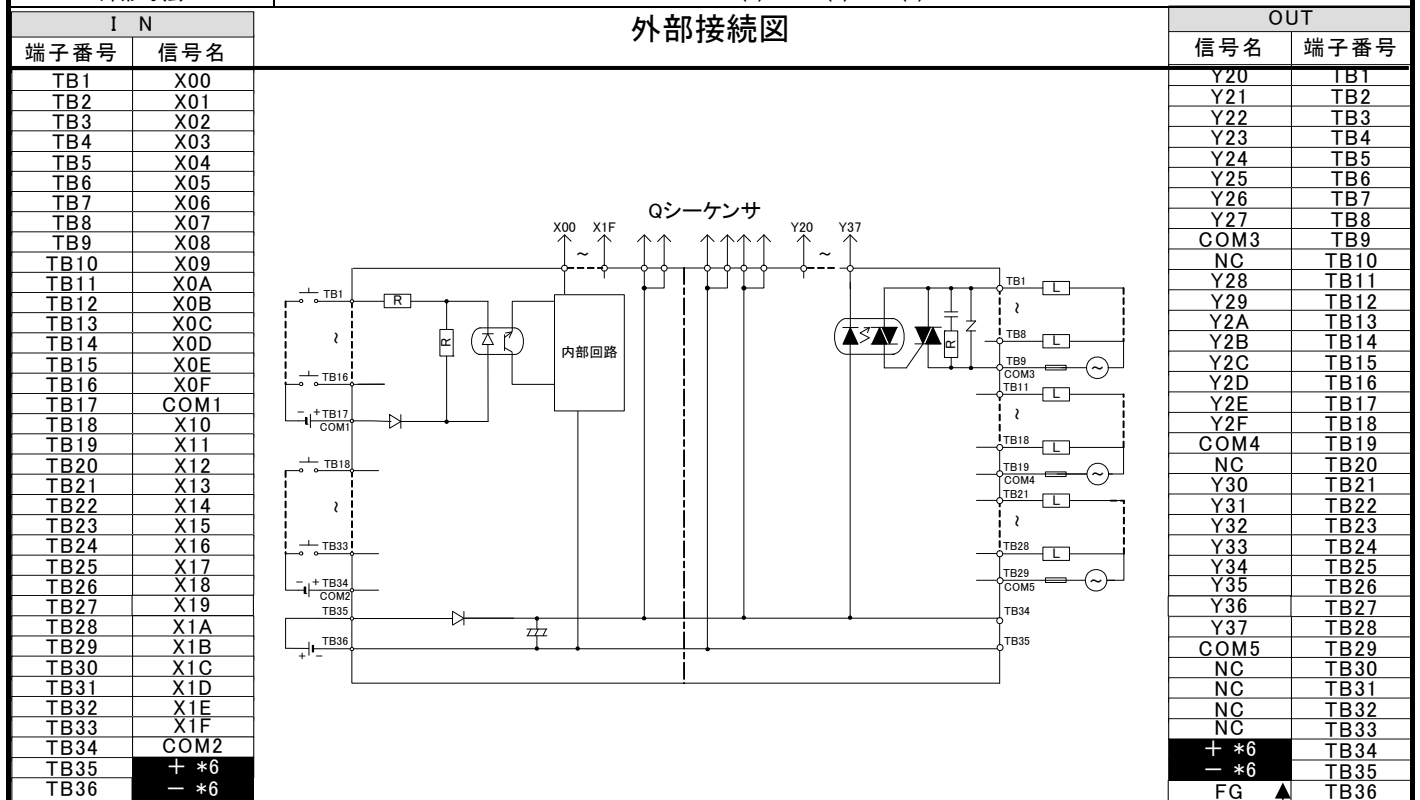 I N
端子番号 信号名
TB1 X00
TB2 X01
TB3 X02
TB4 X03
TB5 X04
TB6 X05
TB7 X06
TB8 X07
TB9 X08
TB10 X09
TB11 X0A
TB12 X0B
TB13 X0C
TB14 X0D
TB15 X0E
TB16 X0F
TB17 COM1
TB18 X10
TB19 X11
TB20 X12
TB21 X13
TB22 X14
TB23 X15
TB24 X16
TB25 X17
TB26 X18
TB27 X19
TB28 X1A
TB29 X1B
TB30 X1C
TB31 X1D
TB32 X1E
TB33 X1F
TB34 COM2
TB35 + *6
TB36 − *6
外部接続図
Qシーケンサ
X00 X1F Y20 Y37
~ ~
TB1
R
~
R
TB16
− + TB17
COM1
内部回路
TB18
~
TB33
− + TB34
COM2
TB35
TB36
+ −
TB1 L
~
TB8 L
R
TB9 ~
COM3
TB11 L
~
TB18 L
TB19 ~
COM4
TB21 L
~
TB28 L
TB29 ~
COM5
TB34
TB35
OUT
信号名 端子番号
Y20 TB1
Y21 TB2
Y22 TB3
Y23 TB4
Y24 TB5
Y25 TB6
Y26 TB7
Y27 TB8
COM3 TB9
NC TB10
Y28 TB11
Y29 TB12
Y2A TB13
Y2B TB14
Y2C TB15
Y2D TB16
Y2E TB17
Y2F TB18
COM4 TB19
NC TB20
Y30 TB21
Y31 TB22
Y32 TB23
Y33 TB24
Y34 TB25
Y35 TB26
Y36 TB27
Y37 TB28
COM5 TB29
NC TB30
NC TB31
NC TB32
NC TB33
+ *6 TB34
− *6 TB35
FG ▲ TB36